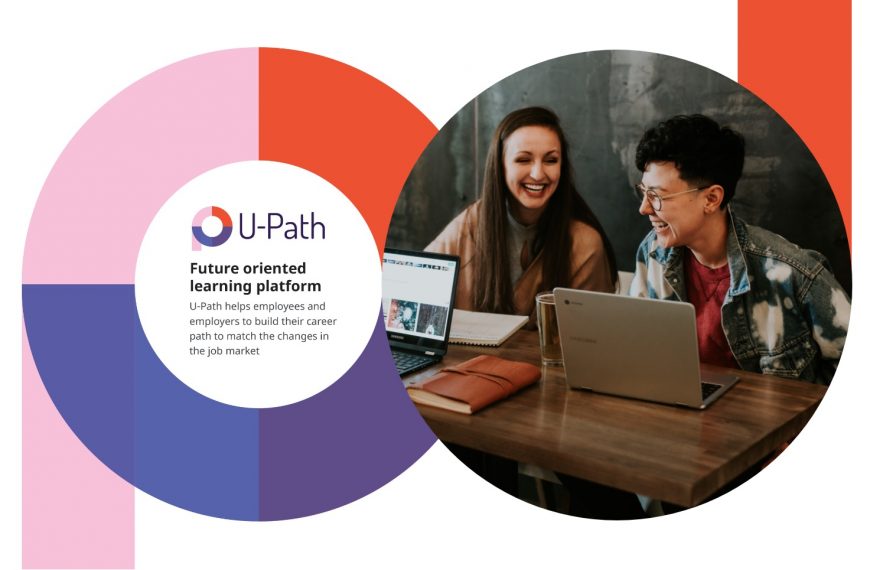 U-Path
Future oriented
learning platform
U-Path helps employees and
employers to build their career
path to match the changes in
the job market